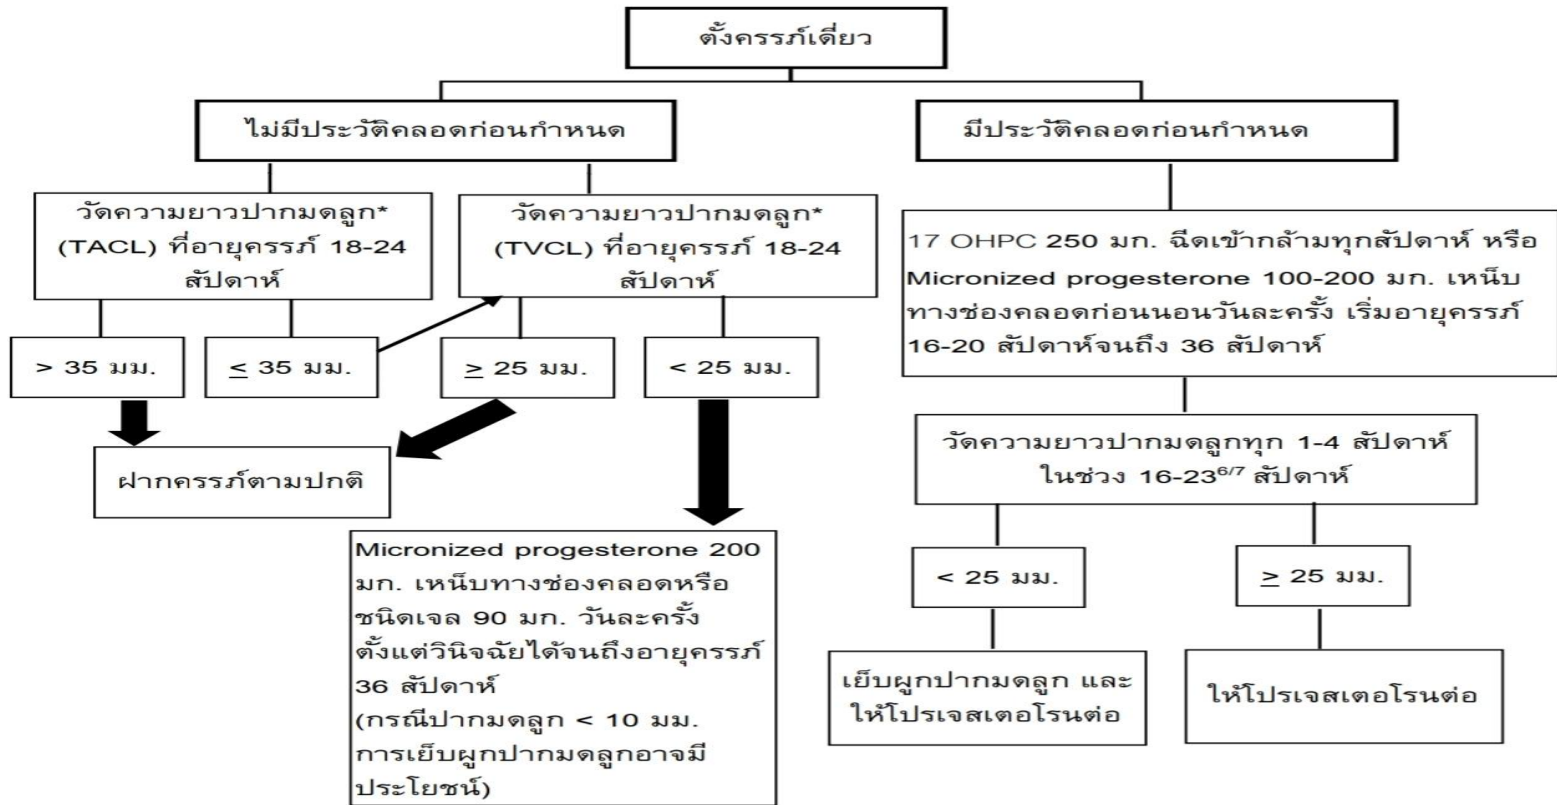 ตั้งครรภ์เดี่ยว
ไม่มีประวัติคลอดก่อนกำหนด
มีประวัติคลอดก่อนกำหนด
วัดความยาวปากมดลูก*
(TACL) ที่อายุครรภ์ 18-24
สัปดาห์
วัดความยาวปากมดลูก*
(TVCL) ที่อายุครรภ์ 18-24
สัปดาห์
17 OHPC 250 มก. ฉีดเข้ากล้ามทุกสัปดาห์ หรือ
Micronized progesterone 100-200 มก. เหน็บ
ทางช่องคลอดก่อนนอนวันละครั้ง เริ่มอายุครรภ์
16-20 สัปดาห์จนถึง 36 สัปดาห์
> 35 มม.
≤ 35 มม.
≥ 25 มม.
< 25 มม.
ฝากครรภ์ตามปกติ
วัดความยาวปากมดลูกทุก 1-4 สัปดาห์
ในช่วง 16-23⁶ᐟ⁷ สัปดาห์
Micronized progesterone 200
มก. เหน็บทางช่องคลอดหรือ
ชนิดเจล 90 มก. วันละครั้ง
ตั้งแต่วินิจฉัยได้จนถึงอายุครรภ์
36 สัปดาห์
(กรณีปากมดลูก < 10 มม.
การเย็บผูกปากมดลูกอาจมี
ประโยชน์)
< 25 มม.
≥ 25 มม.
เย็บผูกปากมดลูก และ
ให้โปรเจสเตอโรนต่อ
ให้โปรเจสเตอโรนต่อ